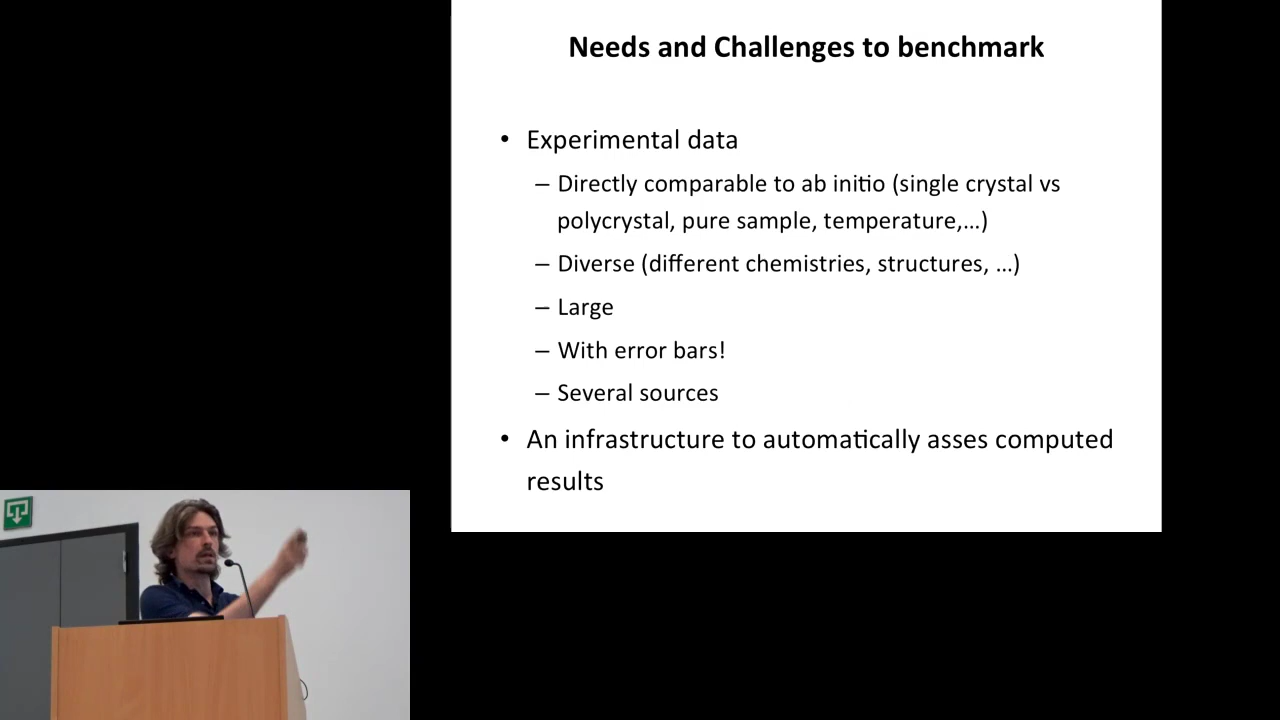 Needs and Challenges to benchmark
• Experimental data
– Directly comparable to ab initio (single crystal vs
polycrystal, pure sample, temperature,…)
– Diverse (different chemistries, structures, …)
– Large
– With error bars!
– Several sources
• An infrastructure to automatically asses computed
results